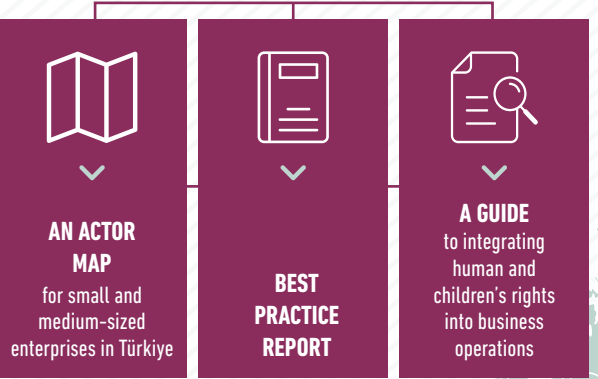 AN ACTOR
MAP
for small and
medium-sized
enterprises in Türkiye
BEST
PRACTICE
REPORT
A GUIDE
to integrating
human and
children's rights
into business
operations